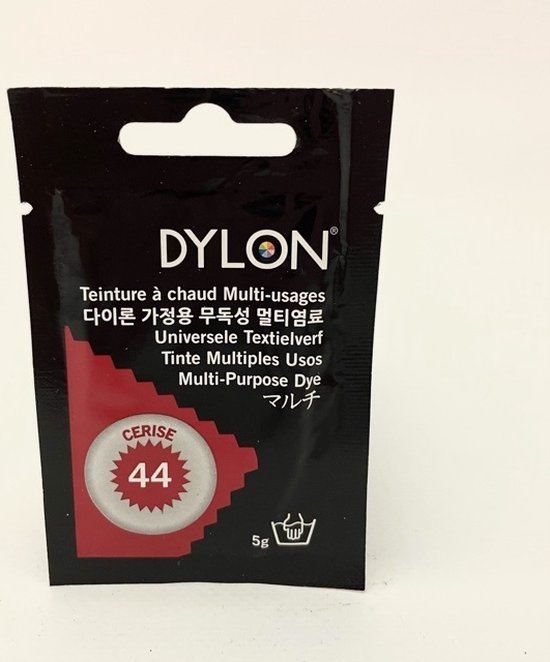 DYLON®
Teinture à chaud Multi-usages
다이론 가정용 무독성 멀티염료
Universele Textielverf
Tinte Multiples Usos
Multi-Purpose Dye
マルチ
CERISE
44
5g